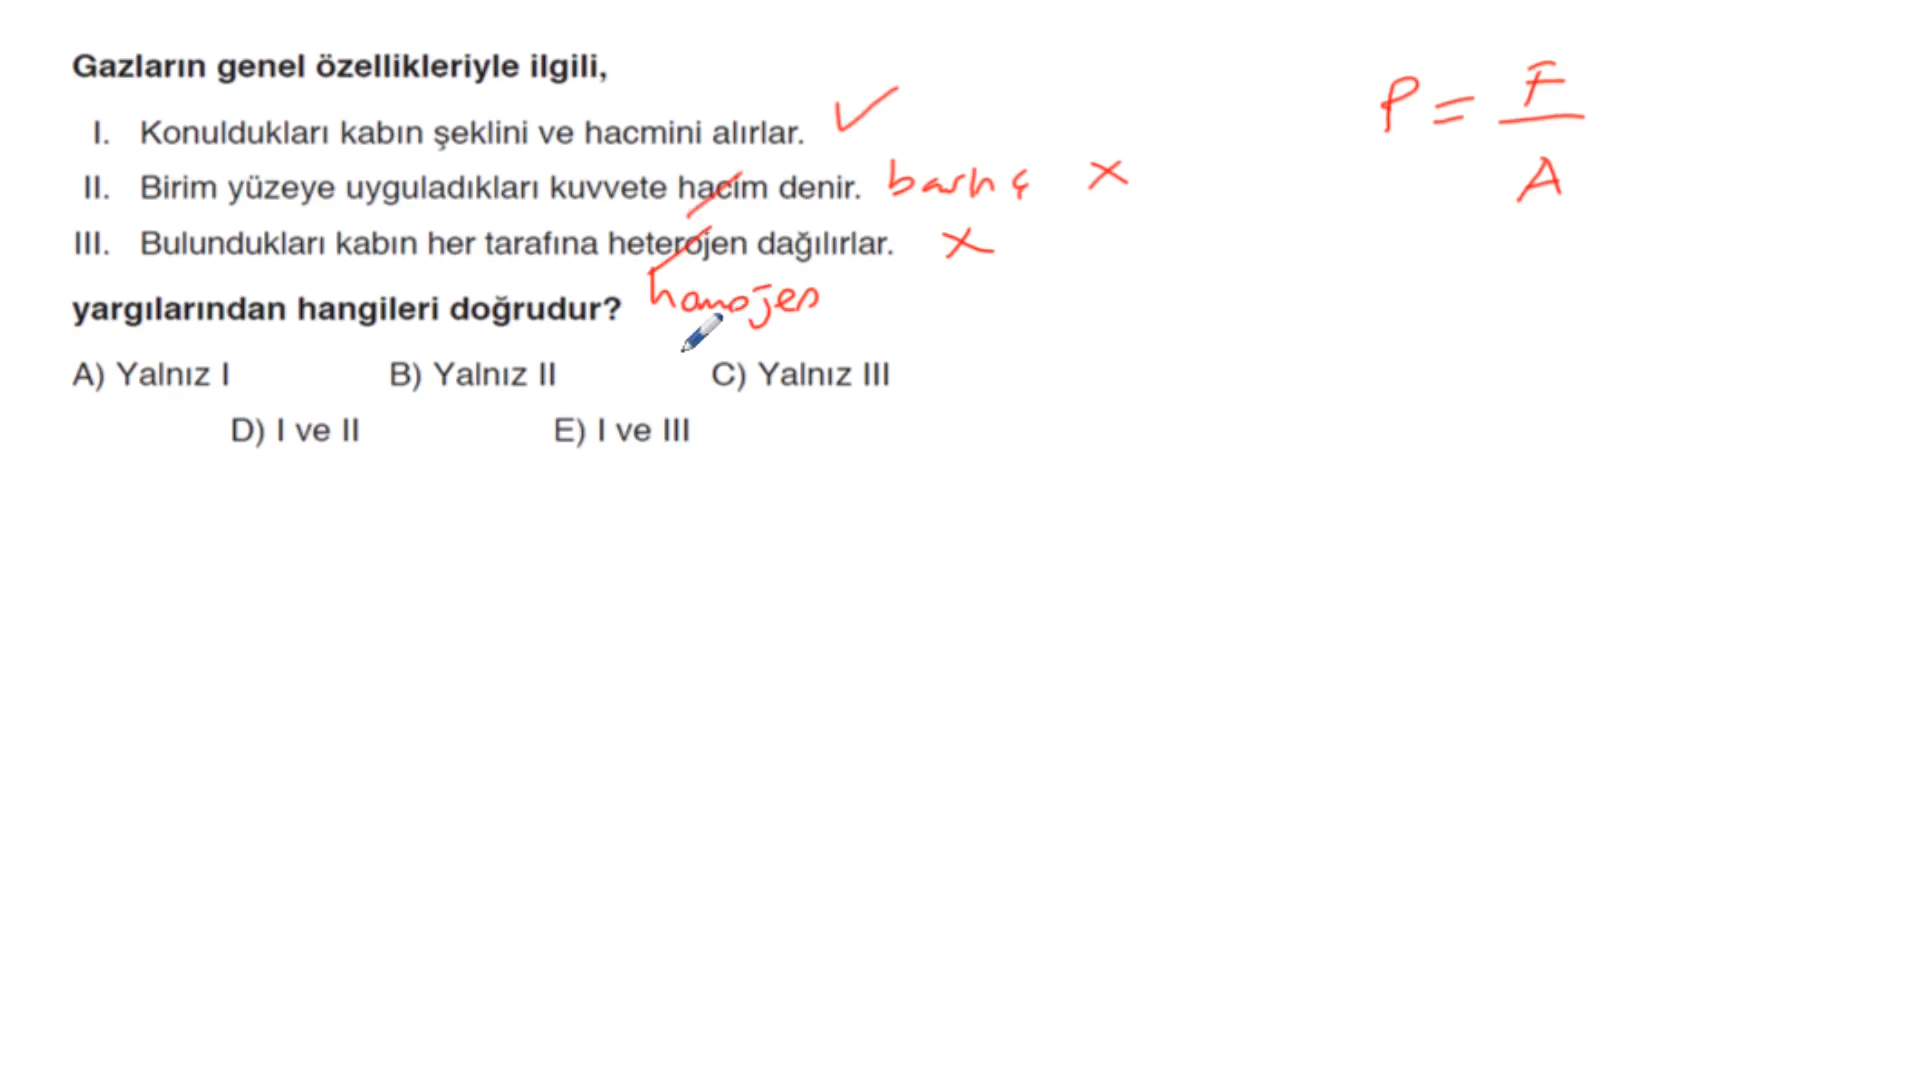 Gazların genel özellikleriyle ilgili,
I. Konuldukları kabın şeklini ve hacmini alırlar.
II. Birim yüzeye uyguladıkları kuvvete hacim denir. basınç x
III. Bulundukları kabın her tarafına heterojen dağılırlar. x
homojen
yargılarından hangileri doğrudur?
A) Yalnız I B) Yalnız II C) Yalnız III
D) I ve II E) I ve III
P = F
A